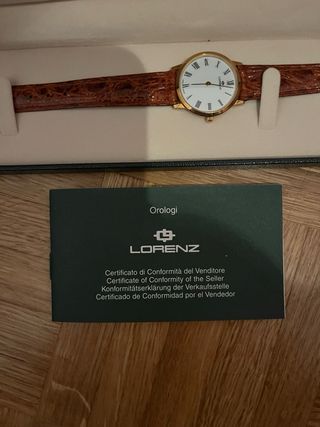 Orologi
LORENZ
Certificato di Conformità del Venditore
Certificate of Conformity of the Seller
Konformitätserklärung der Verkaufsstelle
Certificado de Conformidad por el Vendedor